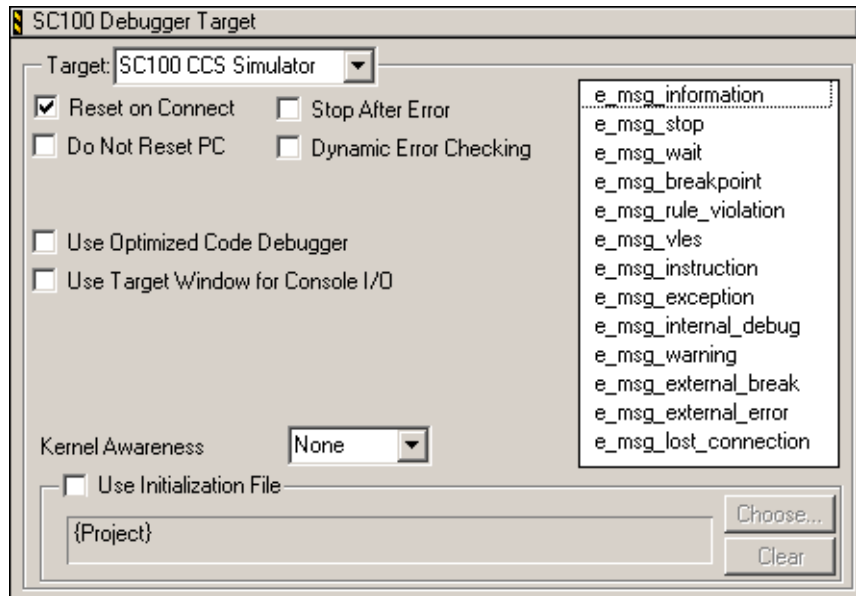 SC100 Debugger Target
Target: SC100 CCS Simulator
Reset on Connect
Stop After Error
Do Not Reset PC
Dynamic Error Checking
Use Optimized Code Debugger
Use Target Window for Console I/O
e_msg_information
e_msg_stop
e_msg_wait
e_msg_breakpoint
e_msg_rule_violation
e_msg_vles
e_msg_instruction
e_msg_exception
e_msg_internal_debug
e_msg_warning
e_msg_external_break
e_msg_external_error
e_msg_lost_connection
Kernel Awareness None
Use Initialization File
{Project}
Choose...
Clear